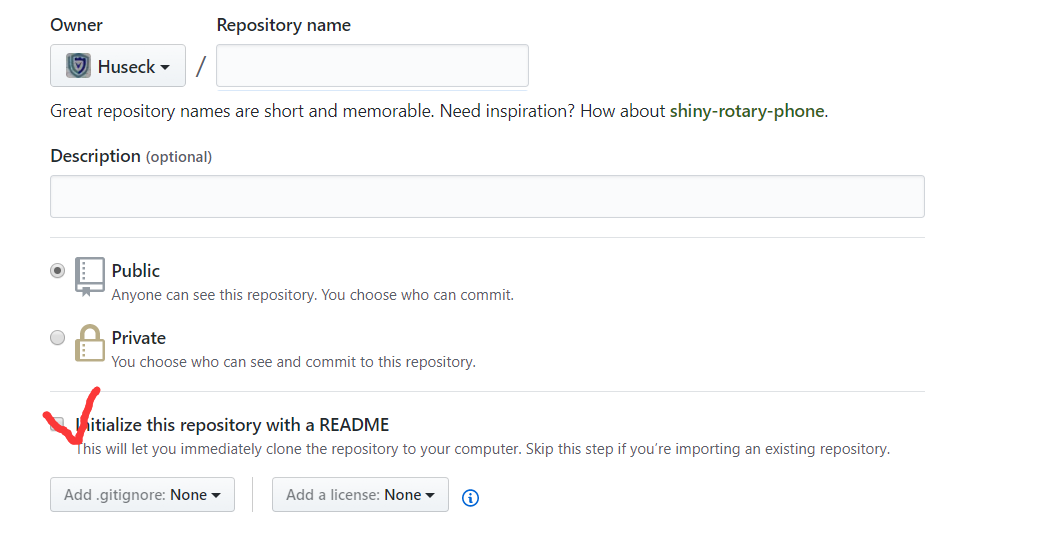 Owner Repository name
Huseck /
Great repository names are short and memorable. Need inspiration? How about shiny-rotary-phone.
Description (optional)
Public
Anyone can see this repository. You choose who can commit.
Private
You choose who can see and commit to this repository.
Initialize this repository with a README
This will let you immediately clone the repository to your computer. Skip this step if you’re importing an existing repository.
Add .gitignore: None Add a license: None